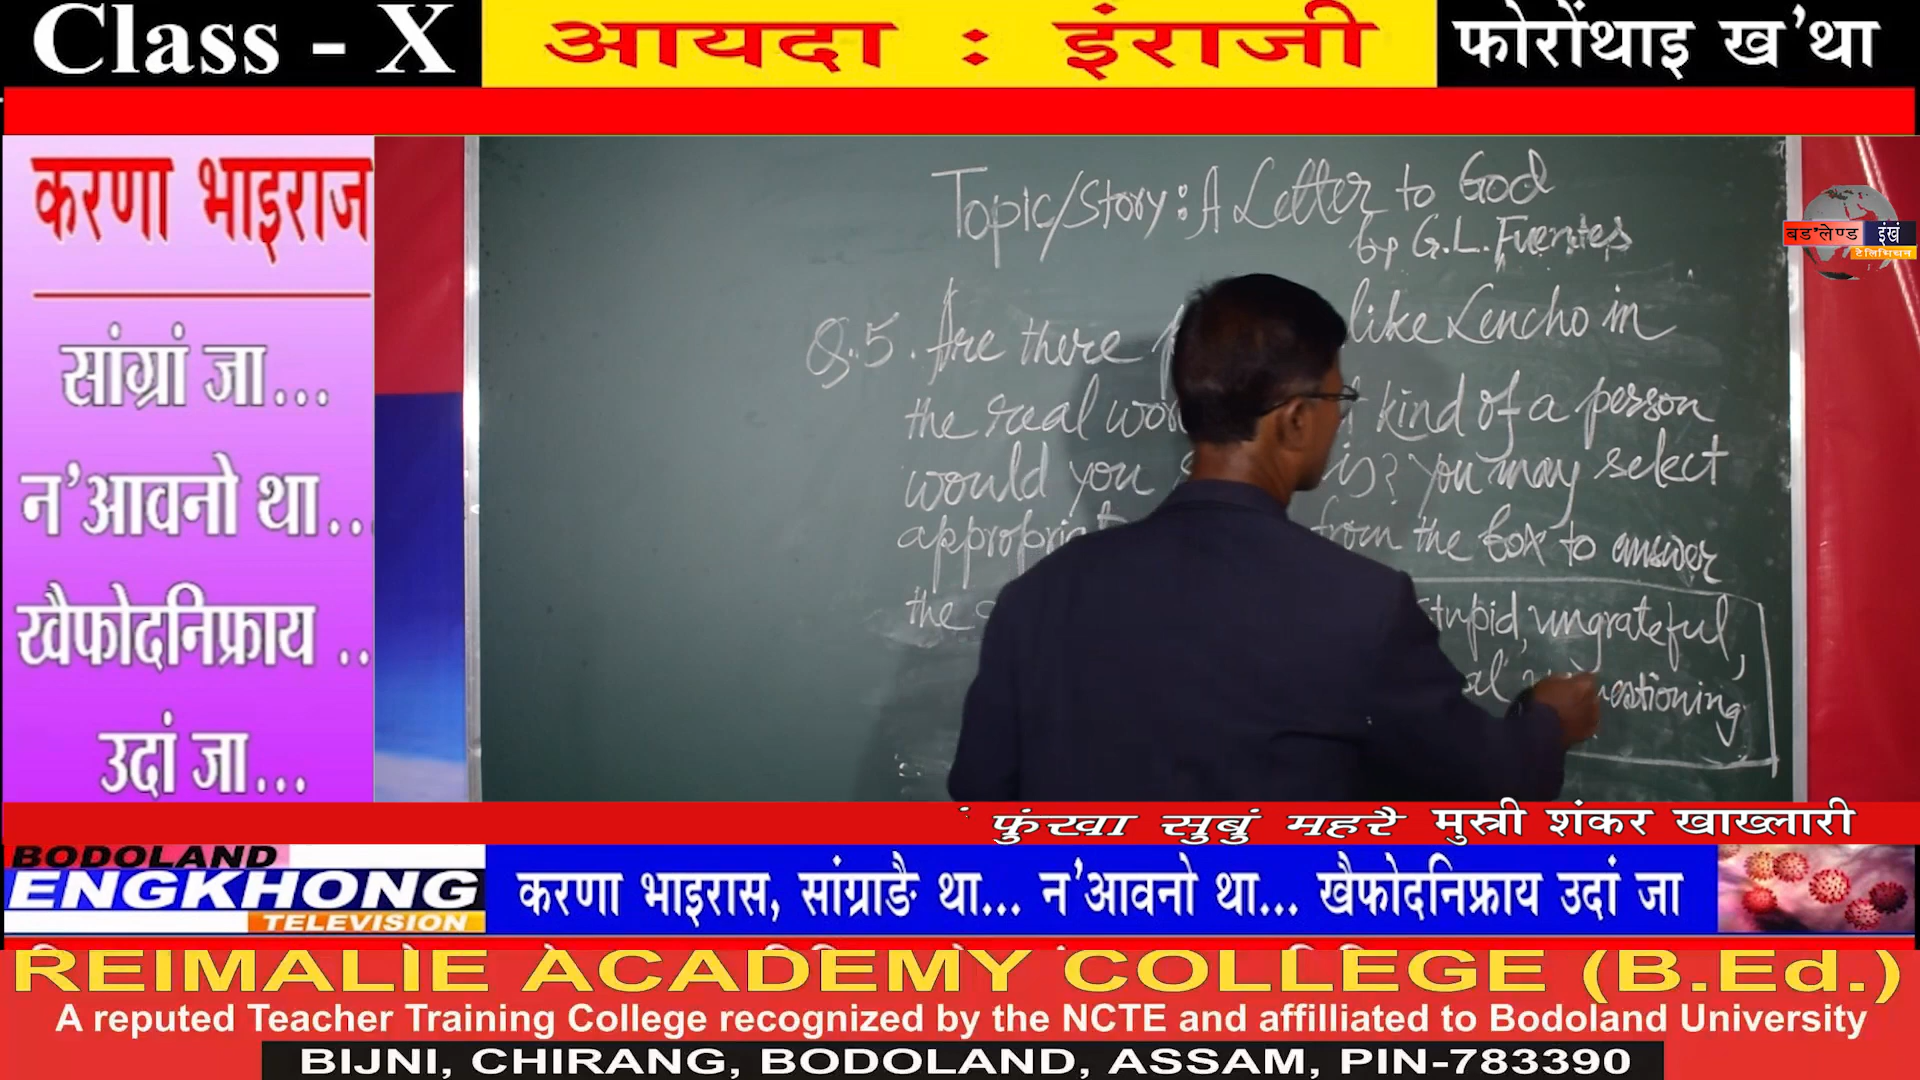 Class - X
आयदा : इंराजी
फोरोंथाइ ख'था
करणा भाइराज
सांग्रां जा...
न'आवनो था...
खैफोदनिफ्राय ..
उदां जा...
Topic/Story: A Letter to God
by G.L. Fuentes
Q.5. Are there like Lencho in
the real kind of a person
would you is? You may select
from the box to answer
the
ungrateful,
बड'लेण्ड इंखं
टेलिभिथन
फुंखा सुबुं महरै मुस्री शंकर खाख्लारी
BODOLAND
ENGKHONG
TELEVISION
करणा भाइरास, सांग्राङै था... न'आवनो था... खैफोदनिफ्राय उदां जा
REIMALIE ACADEMY COLLEGE (B.Ed.)
A reputed Teacher Training College recognized by the NCTE and affilliated to Bodoland University
BIJNI, CHIRANG, BODOLAND, ASSAM, PIN-783390